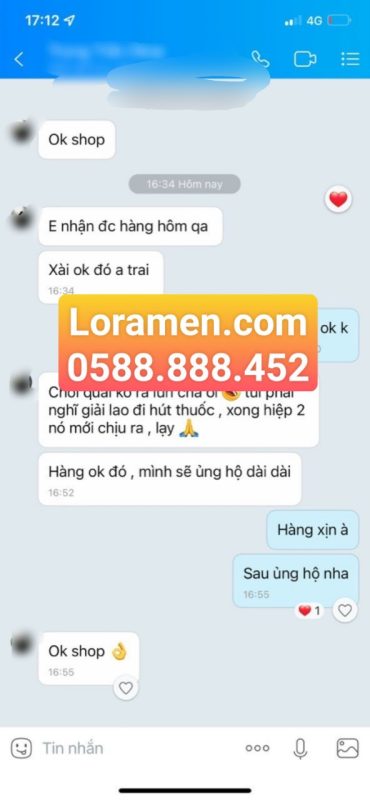 17:12
4G
Ok shop
16:34 Hôm nay
E nhận đc hàng hôm qa
Xài ok đó a trai
16:34
ok k
Loramen.com
0588.888.452
Chơi quài ko ra lun cha ơi tui phải
nghĩ giải lao đi hút thuốc , xong hiệp 2
nó mới chịu ra , lạy 🙏
Hàng ok đó , mình sẽ ủng hộ dài dài
16:52
Hàng xịn à
Sau ủng hộ nha
16:55
1
Ok shop 👌
16:55
Tin nhắn